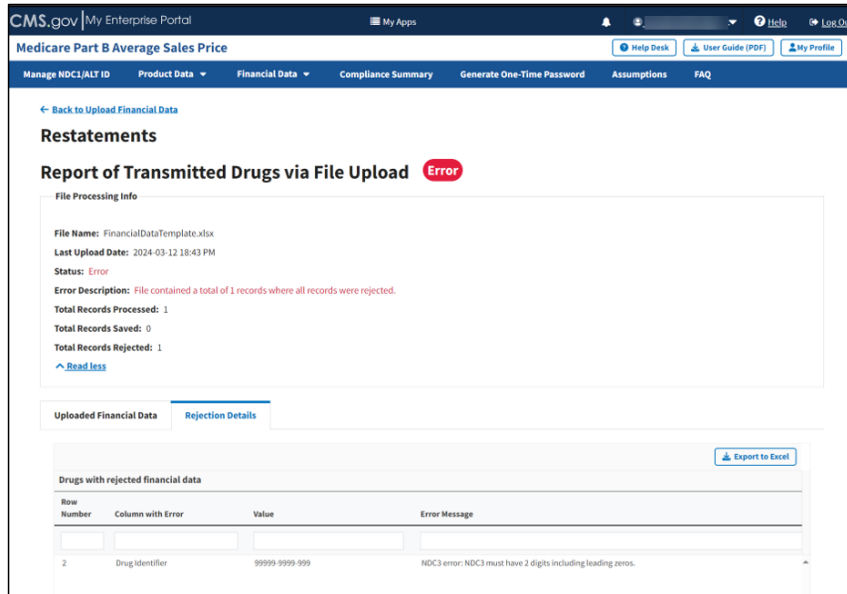 CMS.gov My Enterprise Portal
My Apps
Help
Log Ou
Medicare Part B Average Sales Price
Help Desk
User Guide (PDF)
My Profile
Manage NDC1/ALT ID
Product Data
Financial Data
Compliance Summary
Generate One-Time Password
Assumptions
FAQ
Back to Upload Financial Data
Restatements
Report of Transmitted Drugs via File Upload Error
File Processing Info
File Name: FinancialDataTemplate.xlsx
Last Upload Date: 2024-03-12 18:43 PM
Status: Error
Error Description: File contained a total of 1 records where all records were rejected.
Total Records Processed: 1
Total Records Saved: 0
Total Records Rejected: 1
Read less
Uploaded Financial Data
Rejection Details
Export to Excel
Drugs with rejected financial data
Row Number
Column with Error
Value
Error Message
2
Drug Identifier
99999-9999-999
NDC3 error: NDC3 must have 2 digits including leading zeros.